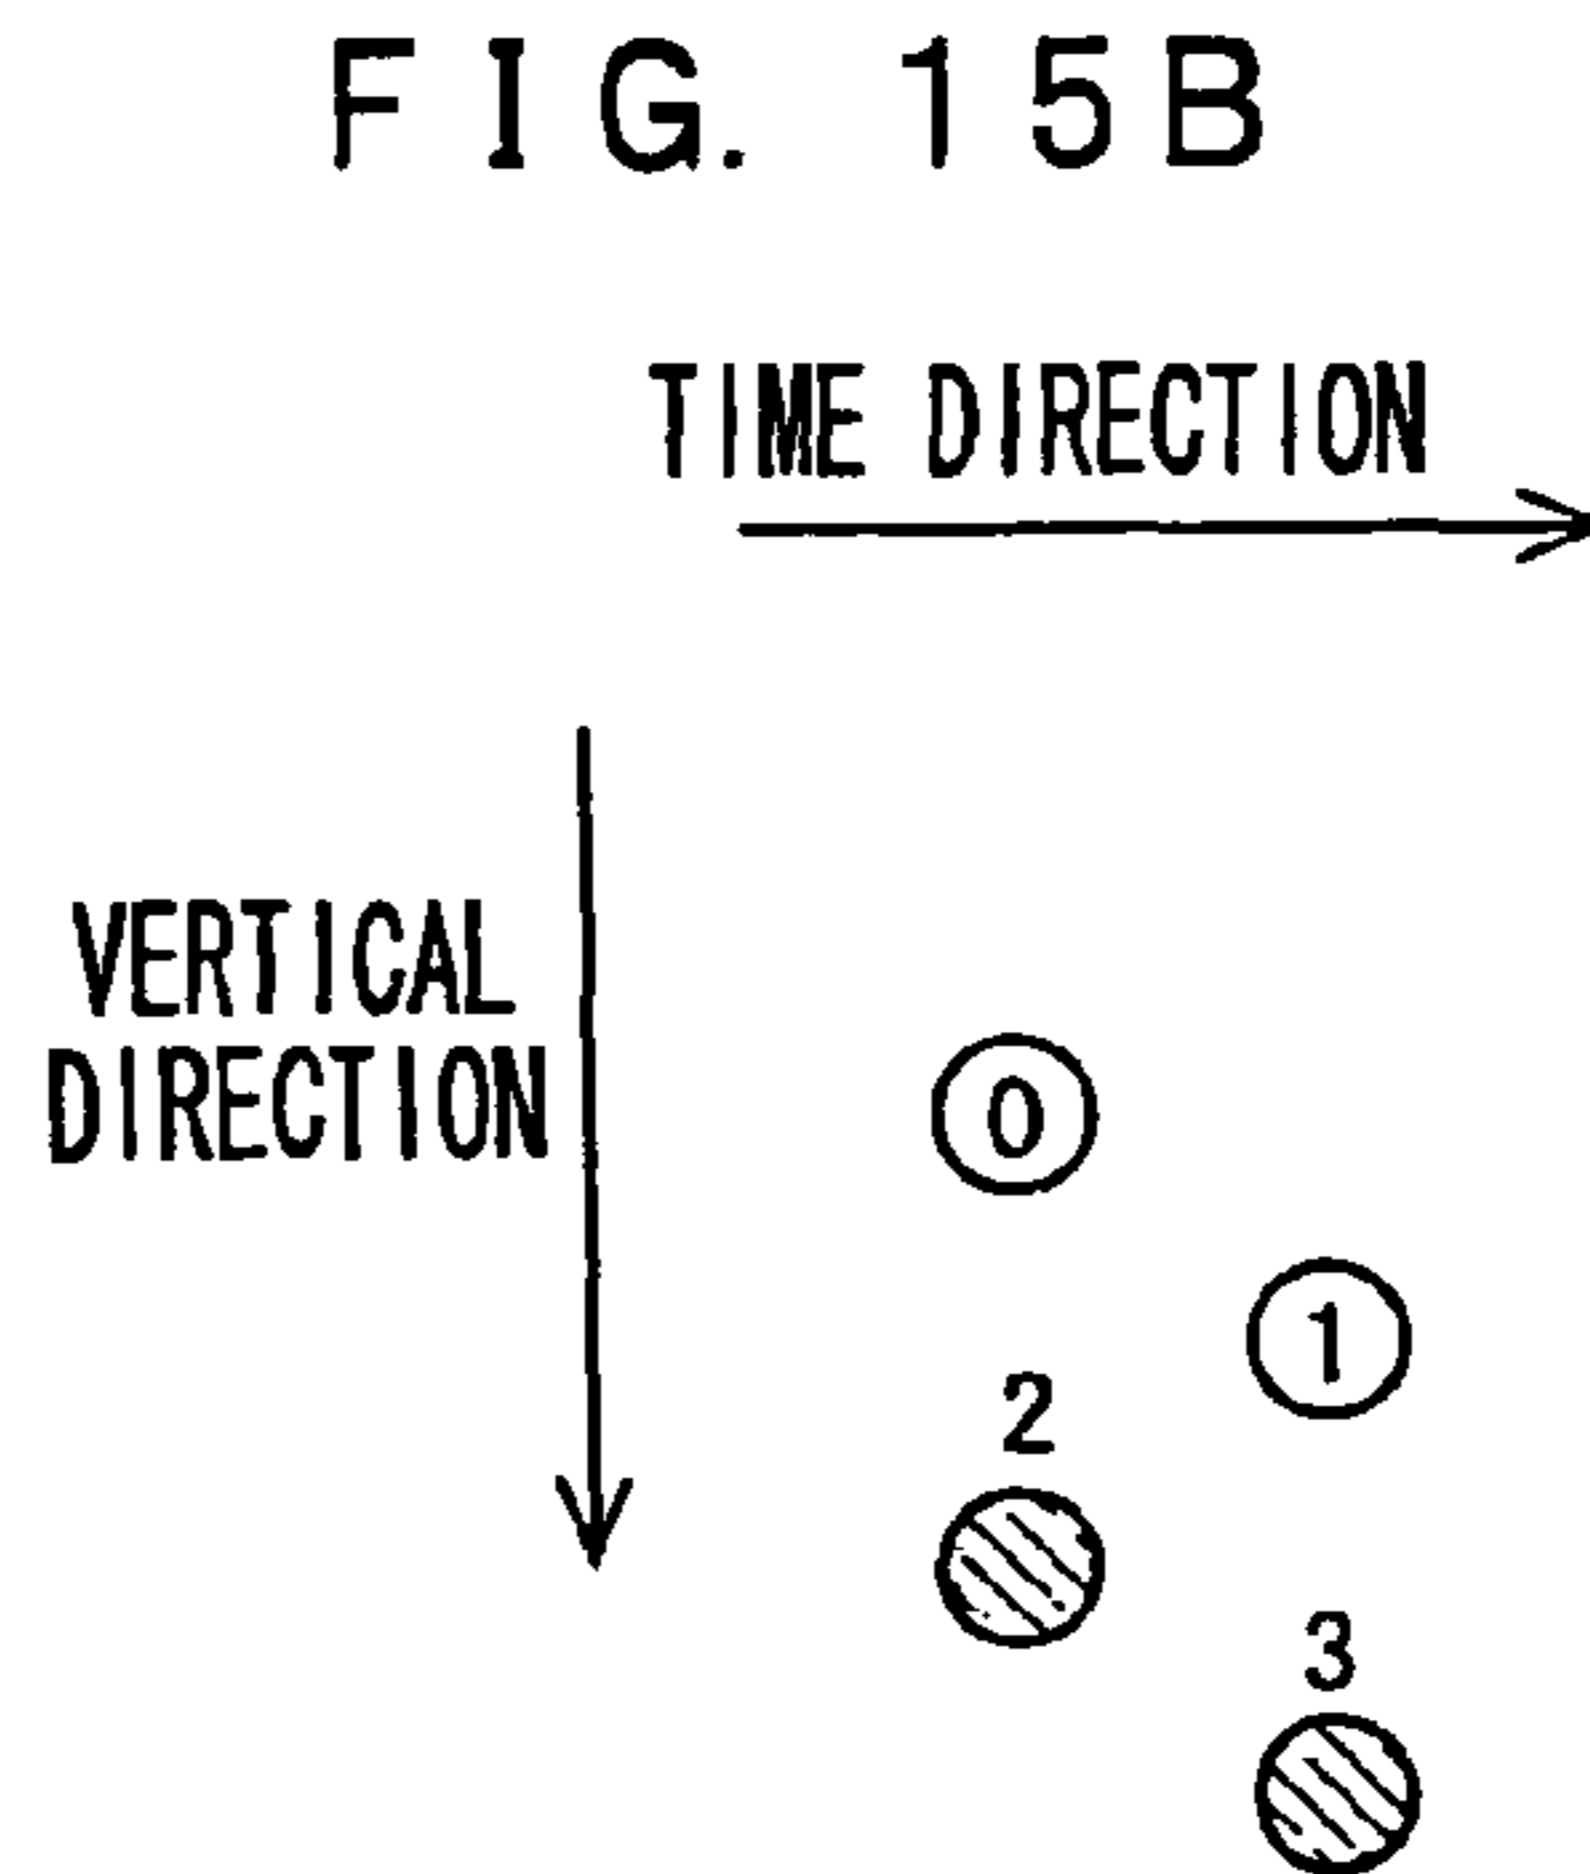 FIG. 15B
TIME DIRECTION
VERTICAL
DIRECTION
0
1
2
3